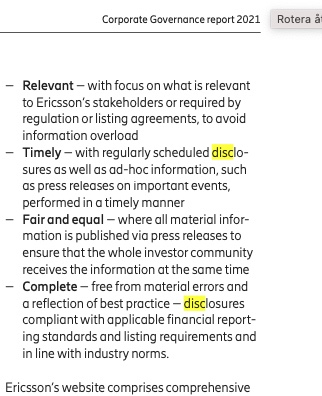 Corporate Governance report 2021
Rotera
– Relevant – with focus on what is relevant
to Ericsson's stakeholders or required by
regulation or listing agreements, to avoid
information overload
– Timely – with regularly scheduled disclo-
sures as well as ad-hoc information, such
as press releases on important events,
performed in a timely manner
– Fair and equal – where all material infor-
mation is published via press releases to
ensure that the whole investor community
receives the information at the same time
– Complete – free from material errors and
a reflection of best practice – disclosures
compliant with applicable financial report-
ing standards and listing requirements and
in line with industry norms.
Ericsson's website comprises comprehensive